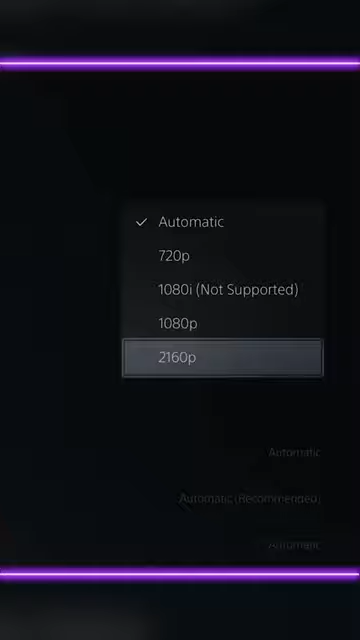 Automatic
720p
1080i (Not Supported)
1080p
2160p
Automatic
Automatic (Recommended)
Automatic